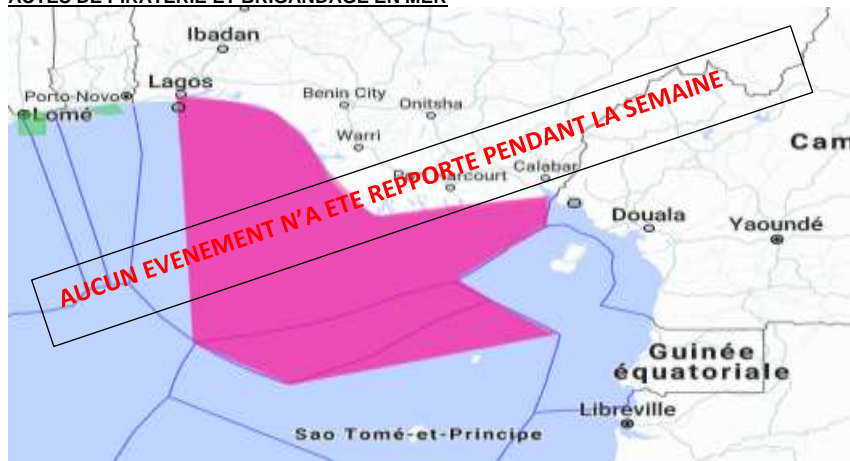 ACTES DE PIRATERIE ET BRIGANDAGE EN MER
Ibadan
Lagos
Porto-Novo
Lomé
Benin City
Onitsha
Warri
Port Harcourt
Calabar
Cam
Douala
Yaoundé
AUCUN EVENEMENT N’A ETE REPPORTE PENDANT LA SEMAINE
Guinée
équatoriale
Libreville
Sao Tomé-et-Principe